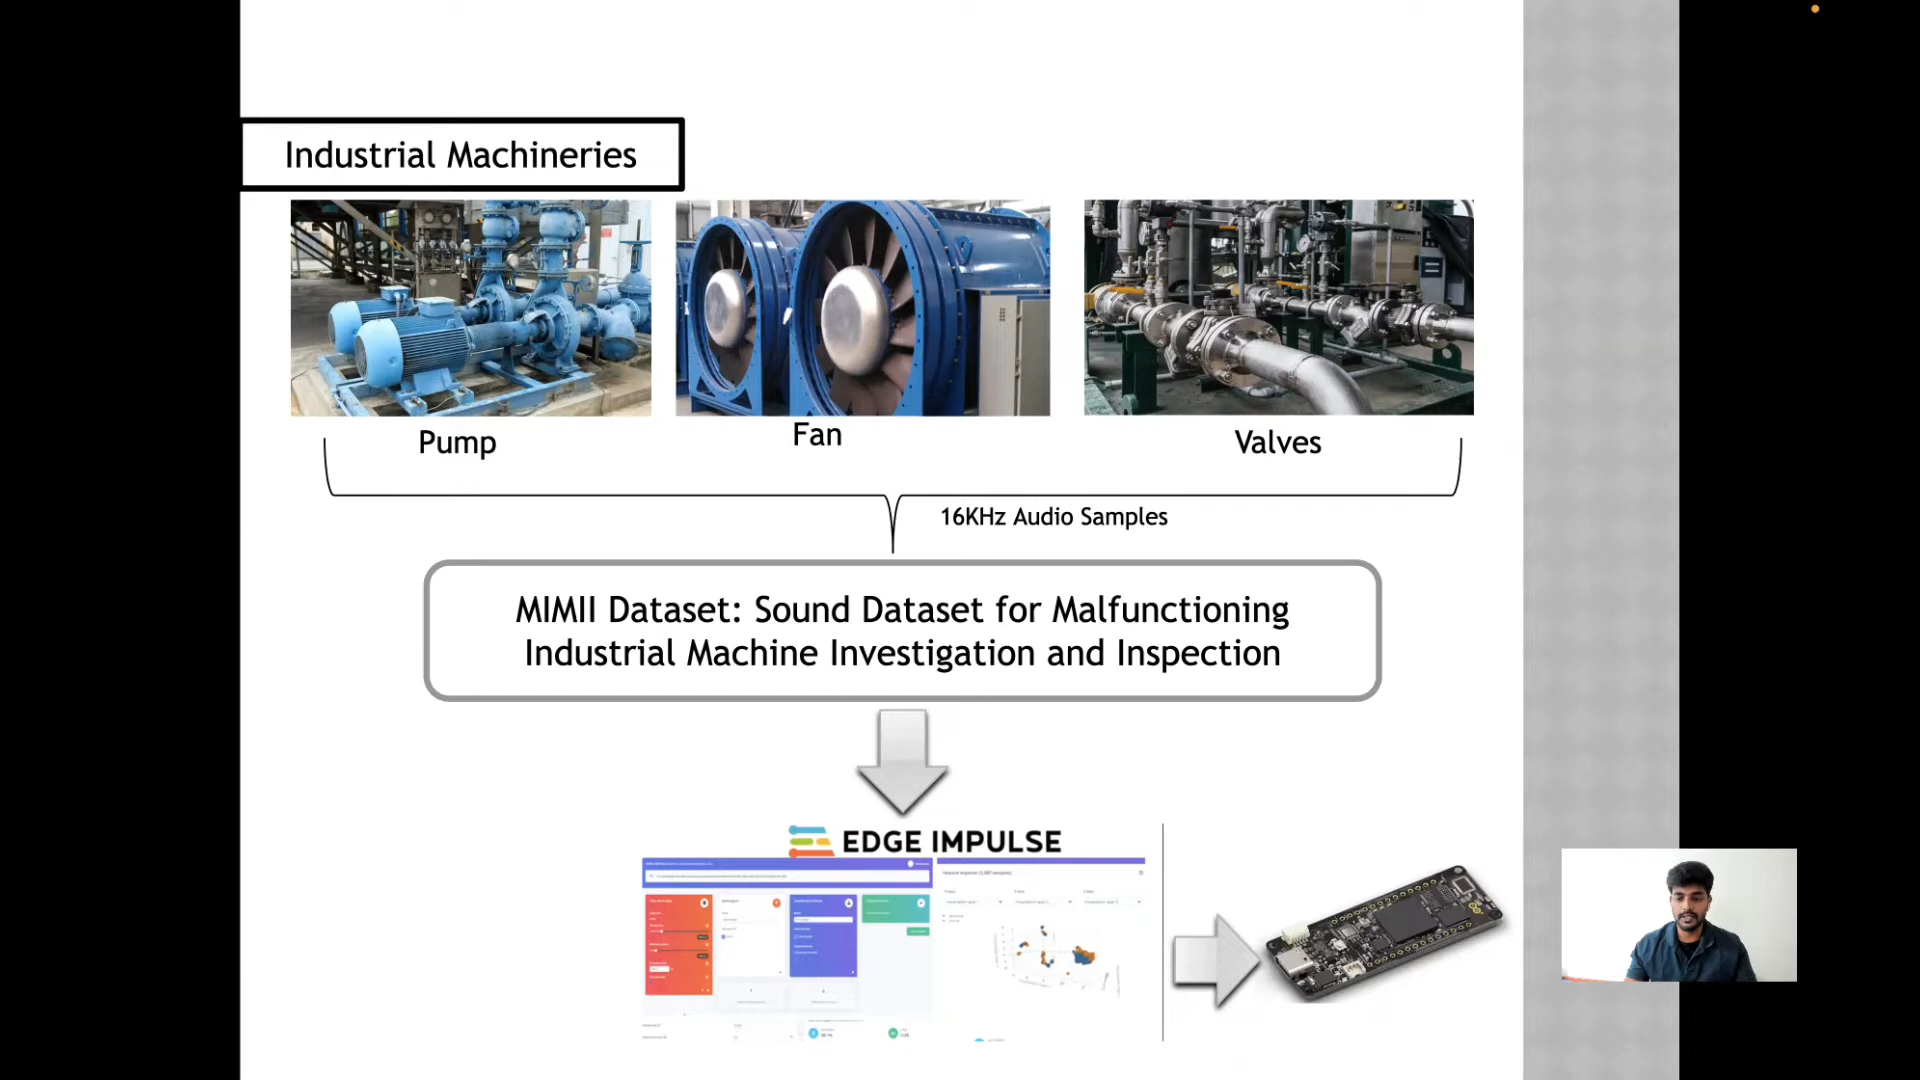 Industrial Machineries
Pump
Fan
Valves
16KHz Audio Samples
MIMII Dataset: Sound Dataset for Malfunctioning
Industrial Machine Investigation and Inspection
EDGE IMPULSE